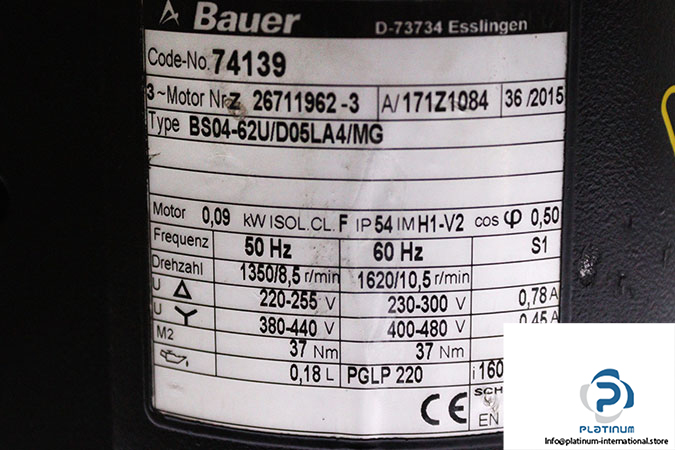 Bauer
D-73734 Esslingen
Code-No. 74139
3~Motor Nr. Z 26711962-3 A/171Z1084 36/2015
Type BS04-62U/D05LA4/MG
Motor 0,09 kW ISOL.CL. F IP 54 IM H1-V2 cos φ 0,50
Frequenz 50 Hz 60 Hz S1
Drehzahl 1350/8,5 r/min 1620/10,5 r/min
U Δ 220-255 V 230-300 V 0,78 A
U Y 380-440 V 400-480 V 0,45 A
M2 37 Nm 37 Nm
0,18 L PGLP 220 i 160
SCH
CE EN
PLATINUM
Info@platinum-international.store